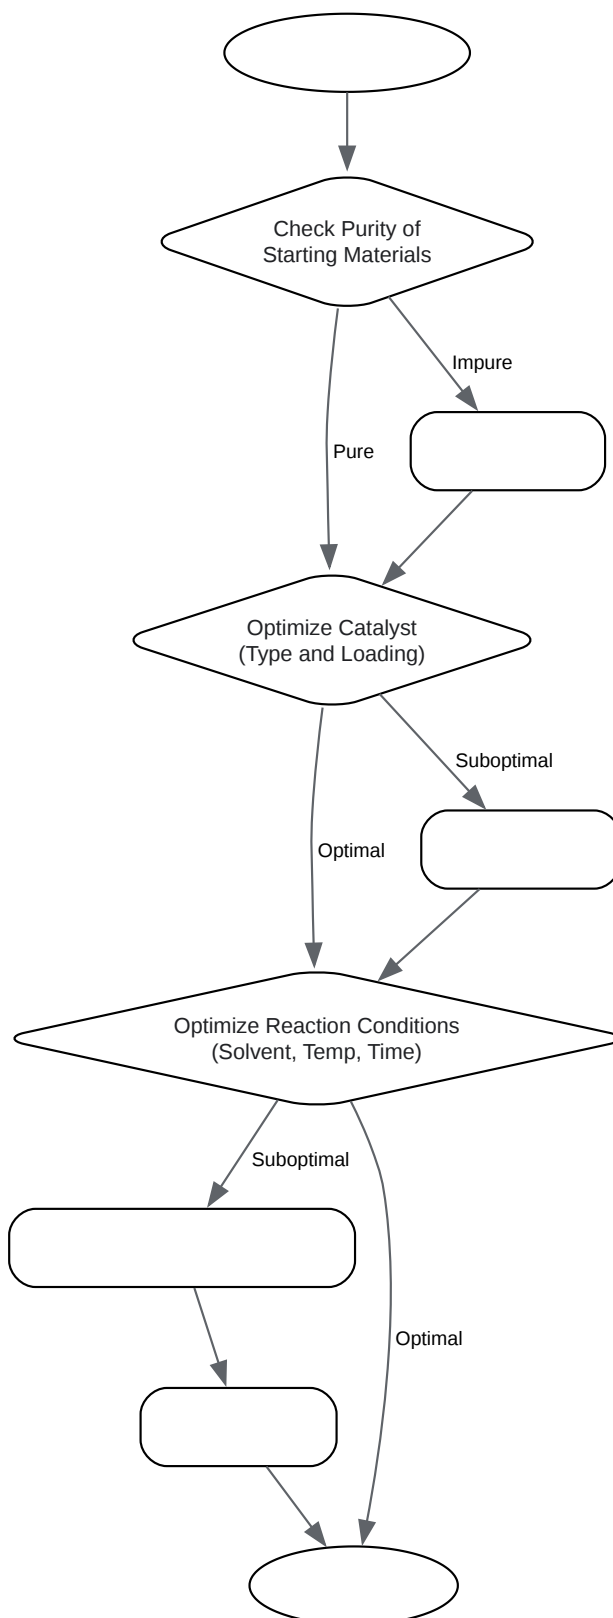 Check Purity of
Starting Materials
Impure
Pure
Optimize Catalyst
(Type and Loading)
Suboptimal
Optimal
Optimize Reaction Conditions
(Solvent, Temp, Time)
Suboptimal
Optimal